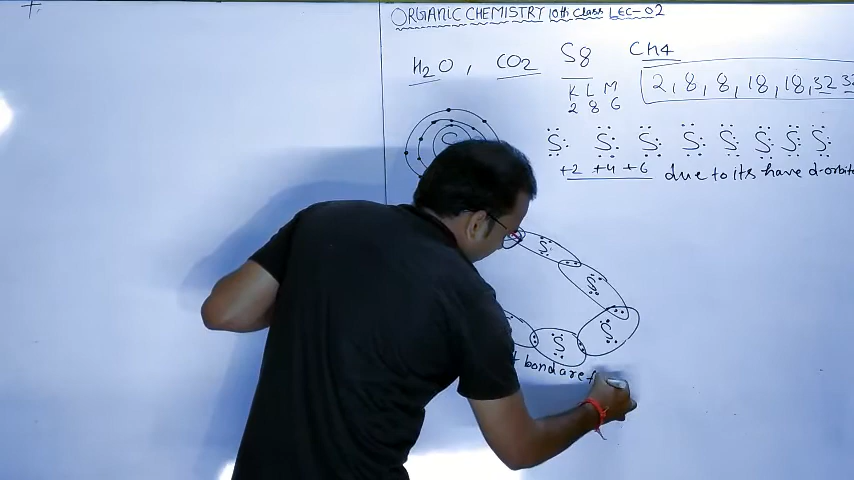 ORGANIC CHEMISTRY 10th Class LEC-02
H2O, CO2 S8 CH4
K L M
2 8 6
2, 8, 8, 18, 18, 32 32
S S S S S S S S
+2 +4 +6 due to its have d-orbit
S
S
S
S
bond are f